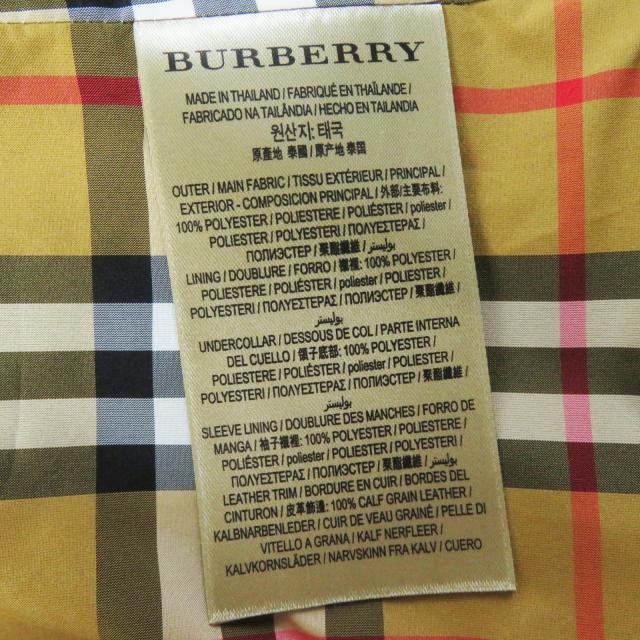 BURBERRY
MADE IN THAILAND / FABRIQUÉ EN THAÏLANDE /
FABRICADO NA TAILÂNDIA / HECHO EN TAILANDIA
원산지: 태국
原產地 泰國 / 原产地 泰国
OUTER / MAIN FABRIC / TISSU EXTÉRIEUR / PRINCIPAL /
EXTERIOR - COMPOSICION PRINCIPAL / 外部/主要布料:
100% POLYESTER / POLIESTERE / POLIÉSTER / poliester /
POLIESTER / POLYESTERI / ΠΟΛΥΕΣΤΕΡΑΣ /
ПОЛИЭСТЕР / 聚酯纖維 / بوليستر
LINING / DOUBLURE / FORRO / 襯裡: 100% POLYESTER /
POLIESTERE / POLIÉSTER / poliester / POLIESTER /
POLYESTERI / ΠΟΛΥΕΣΤΕΡΑΣ / ПОЛИЭСТЕР / 聚酯纖維 /
بوليستر
UNDERCOLLAR / DESSOUS DE COL / PARTE INTERNA
DEL CUELLO / 領子底部: 100% POLYESTER /
POLIESTERE / POLIÉSTER / poliester / POLIESTER /
POLYESTERI / ΠΟΛΥΕΣΤΕΡΑΣ / ПОЛИЭСТЕР / 聚酯纖維 /
بوليستر
SLEEVE LINING / DOUBLURE DES MANCHES / FORRO DE
MANGA / 袖子襯裡: 100% POLYESTER / POLIESTERE /
POLIÉSTER / poliester / POLIESTER / POLYESTERI /
ΠΟΛΥΕΣΤΕΡΑΣ / ПОЛИЭСТЕР / 聚酯纖維 / بوليستر
LEATHER TRIM / BORDURE EN CUIR / BORDES DEL
CINTURON / 皮革飾邊: 100% CALF GRAIN LEATHER /
KALBNARBENLEDER / CUIR DE VEAU GRAINÉ / PELLE DI
VITELLO A GRANA / KALF NERFLEER /
KALVKORNSLÄDER / NARVSKINN FRA KALV / CUERO